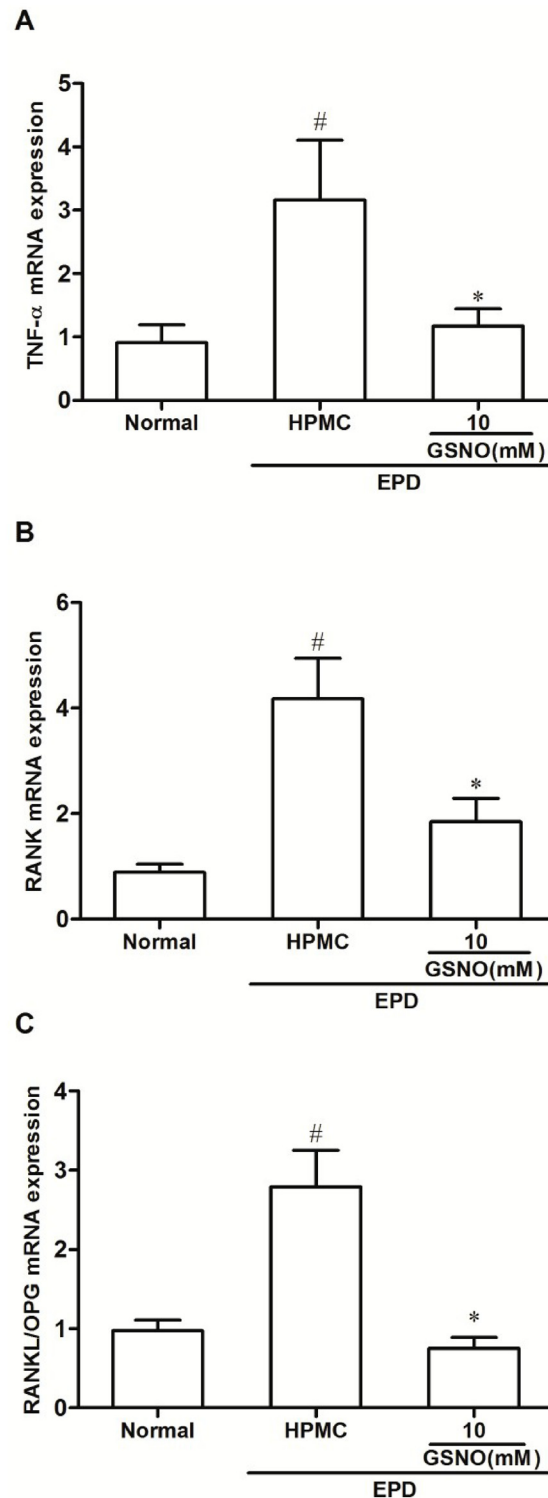 A
TNF-α mRNA expression
5
4
3
2
1
0
#
*
Normal HPMC 10
GSNO(mM)
EPD
B
RANK mRNA expression
6
4
2
0
#
*
Normal HPMC 10
GSNO(mM)
EPD
C
RANKL/OPG mRNA expression
4
3
2
1
0
#
*
Normal HPMC 10
GSNO(mM)
EPD